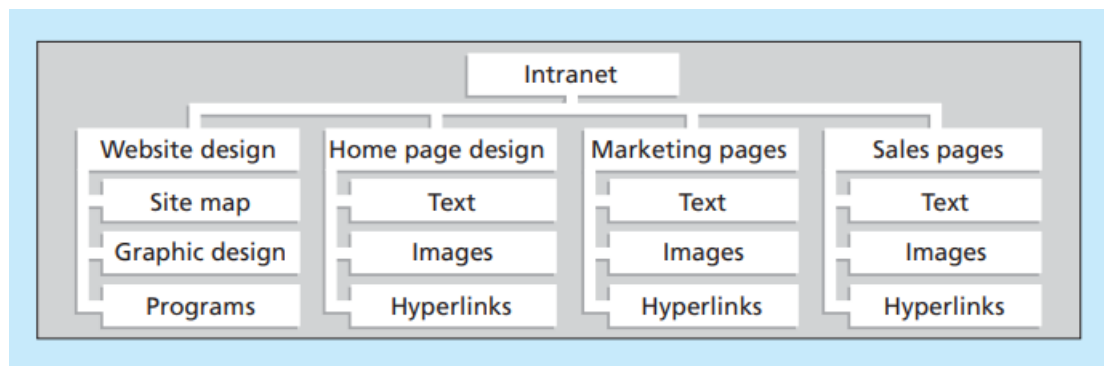 Intranet
Website design
Home page design
Marketing pages
Sales pages
Site map
Text
Text
Text
Graphic design
Images
Images
Images
Programs
Hyperlinks
Hyperlinks
Hyperlinks